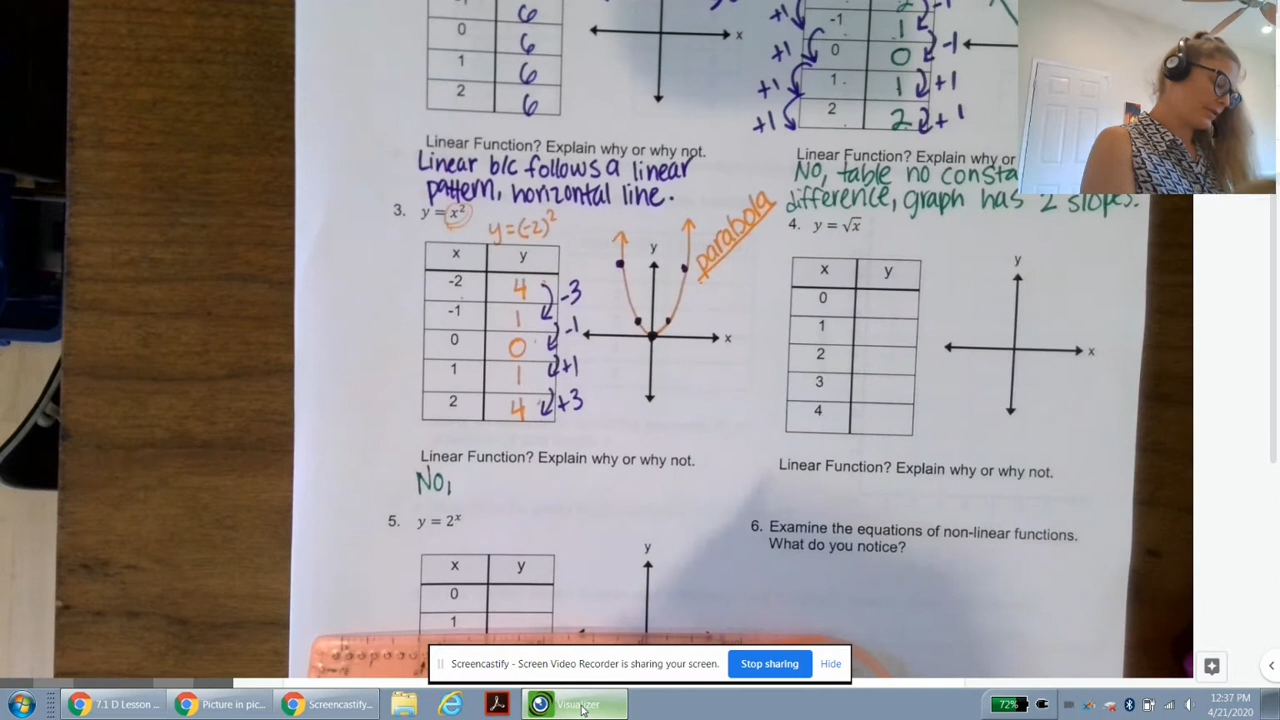 6
0 6
1 6
2 6
x
2 -1
+1 -1 1
+1 0 0 -1
+1 1 1 +1
+1 2 2 +1
Linear Function? Explain why or why not.
Linear b/c follows a linear
pattern, horizontal line.
Linear Function? Explain why or
No, table no consta
difference, graph has 2 slopes.
3. y = x²
y = (-2)²
x y
-2 4
-1 1
0 0
1 1
2 4
-3
-1
+1
+3
y
x
parabola
Linear Function? Explain why or why not.
No,
4. y = √x
x y
0
1
2
3
4
y
x
Linear Function? Explain why or why not.
5. y = 2ˣ
x y
0
1
y
6. Examine the equations of non-linear functions.
What do you notice?
Screencastify - Screen Video Recorder is sharing your screen. Stop sharing Hide
7.1 D Lesson ...
Picture in pic...
Screencastify...
Visualizer
72%
12:37 PM
4/21/2020